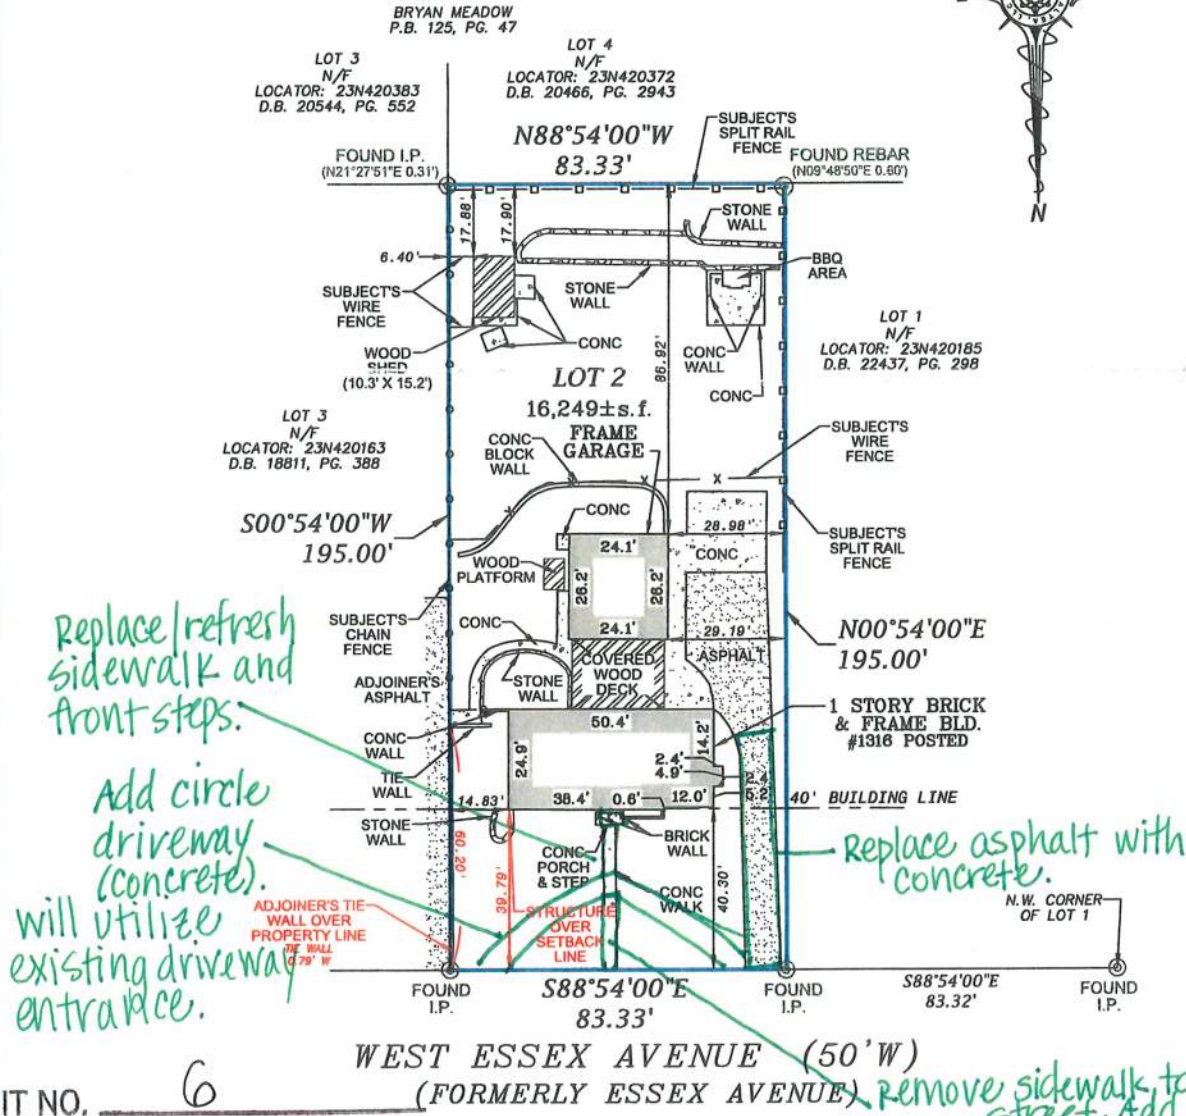 BRYAN MEADOW
P.B. 125, PG. 47
LOT 3
N/F
LOCATOR: 23N420383
D.B. 20544, PG. 552
LOT 4
N/F
LOCATOR: 23N420372
D.B. 20466, PG. 2943
N88°54'00"W
83.33'
SUBJECT'S
SPLIT RAIL
FENCE
FOUND I.P.
(N21°27'51"E 0.31')
FOUND REBAR
(N09°48'50"E 0.60')
N
17.88'
17.90'
6.40'
STONE
WALL
BBQ
AREA
SUBJECT'S
WIRE
FENCE
STONE
WALL
WOOD
SHED
(10.3' X 15.2')
CONC
86.92'
CONC
WALL
CONC
LOT 1
N/F
LOCATOR: 23N420185
D.B. 22437, PG. 298
LOT 2
16,249±s.f.
FRAME
GARAGE
LOT 3
N/F
LOCATOR: 23N420163
D.B. 18811, PG. 388
CONC
BLOCK
WALL
SUBJECT'S
WIRE
FENCE
X
CONC
S00°54'00"W
195.00'
28.98'
CONC
SUBJECT'S
SPLIT RAIL
FENCE
24.1'
26.2'
26.2'
24.1'
WOOD
PLATFORM
29.19'
N00°54'00"E
195.00'
SUBJECT'S
CHAIN
FENCE
CONC
ASPHALT
Replace/refresh
sidewalk and
front steps.
ADJOINER'S
ASPHALT
STONE
WALL
COVERED
WOOD
DECK
1 STORY BRICK
& FRAME BLD.
#1316 POSTED
50.4'
14.2'
24.9'
CONC
WALL
TIE
WALL
2.4'
4.9'
2.4
5.2
14.83'
38.4'
0.6'
12.0'
40' BUILDING LINE
Add circle
driveway
(concrete).
will utilize
existing driveway
entrance.
STONE
WALL
60.20'
39.79'
CONC
PORCH
& STEP
BRICK
WALL
CONC
WALK
40.30'
Replace asphalt with
concrete.
ADJOINER'S TIE
WALL OVER
PROPERTY LINE
TIE WALL
0.79' W
STRUCTURE
OVER
SETBACK
LINE
N.W. CORNER
OF LOT 1
FOUND
I.P.
S88°54'00"E
83.33'
FOUND
I.P.
S88°54'00"E
83.32'
FOUND
I.P.
WEST ESSEX AVENUE (50'W)
(FORMERLY ESSEX AVENUE)
IT NO. 6
Remove sidewalk to
street. Add